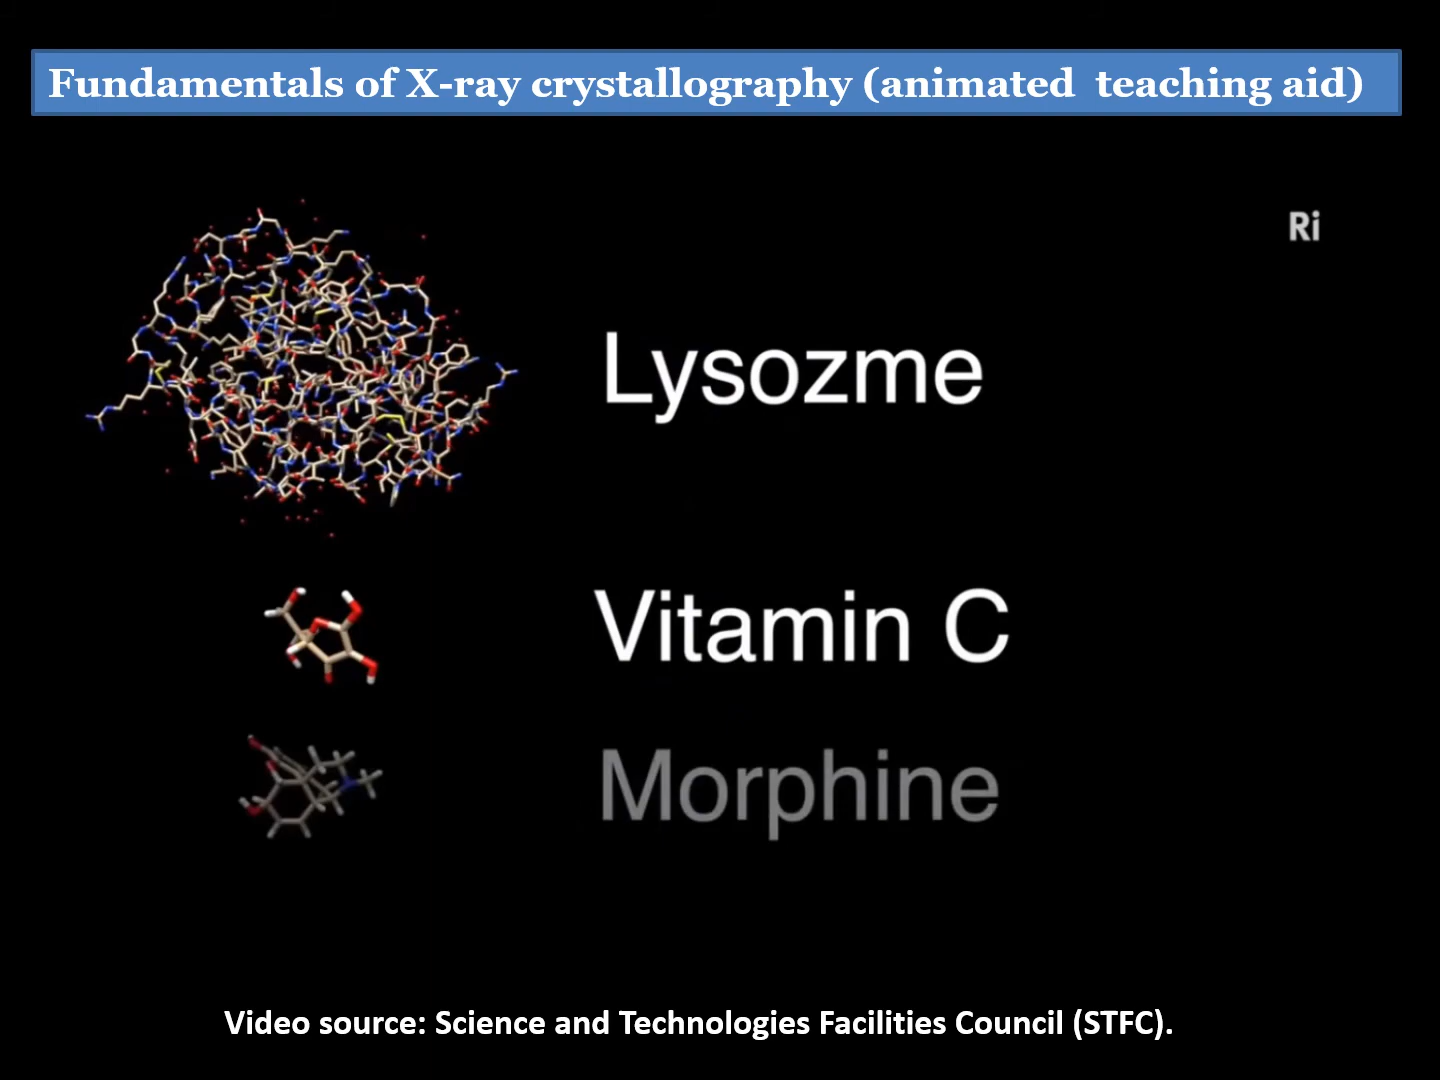 Fundamentals of X-ray crystallography (animated teaching aid)
Ri
Lysozme
Vitamin C
Morphine
Video source: Science and Technologies Facilities Council (STFC).